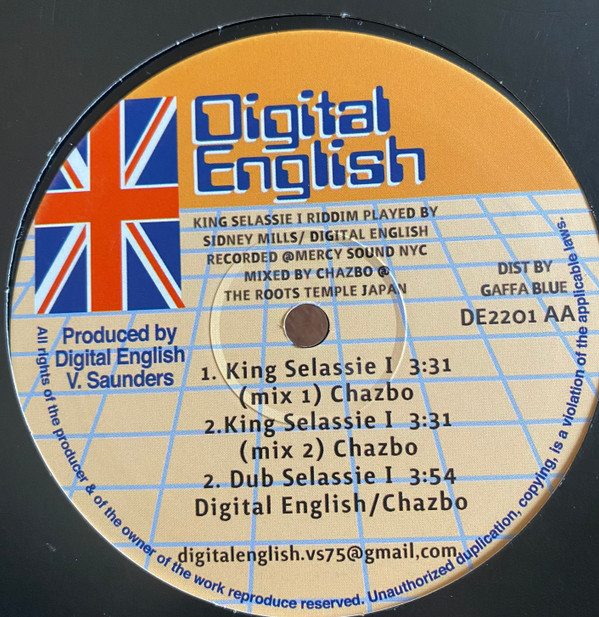 Digital
English
KING SELASSIE I RIDDIM PLAYED BY
SIDNEY MILLS/ DIGITAL ENGLISH
RECORDED @MERCY SOUND NYC
MIXED BY CHAZBO @
THE ROOTS TEMPLE JAPAN
DIST BY
GAFFA BLUE
DE2201 AA
Produced by
Digital English
V. Saunders
1. King Selassie I 3:31
(mix 1) Chazbo
2.King Selassie I 3:31
(mix 2) Chazbo
2. Dub Selassie I 3:54
Digital English/Chazbo
digitalenglish.vs75@gmail,com
All rights of the producer & of the owner of the work reproduce reserved. Unauthorized duplication, copying, is a violation of the applicable laws.